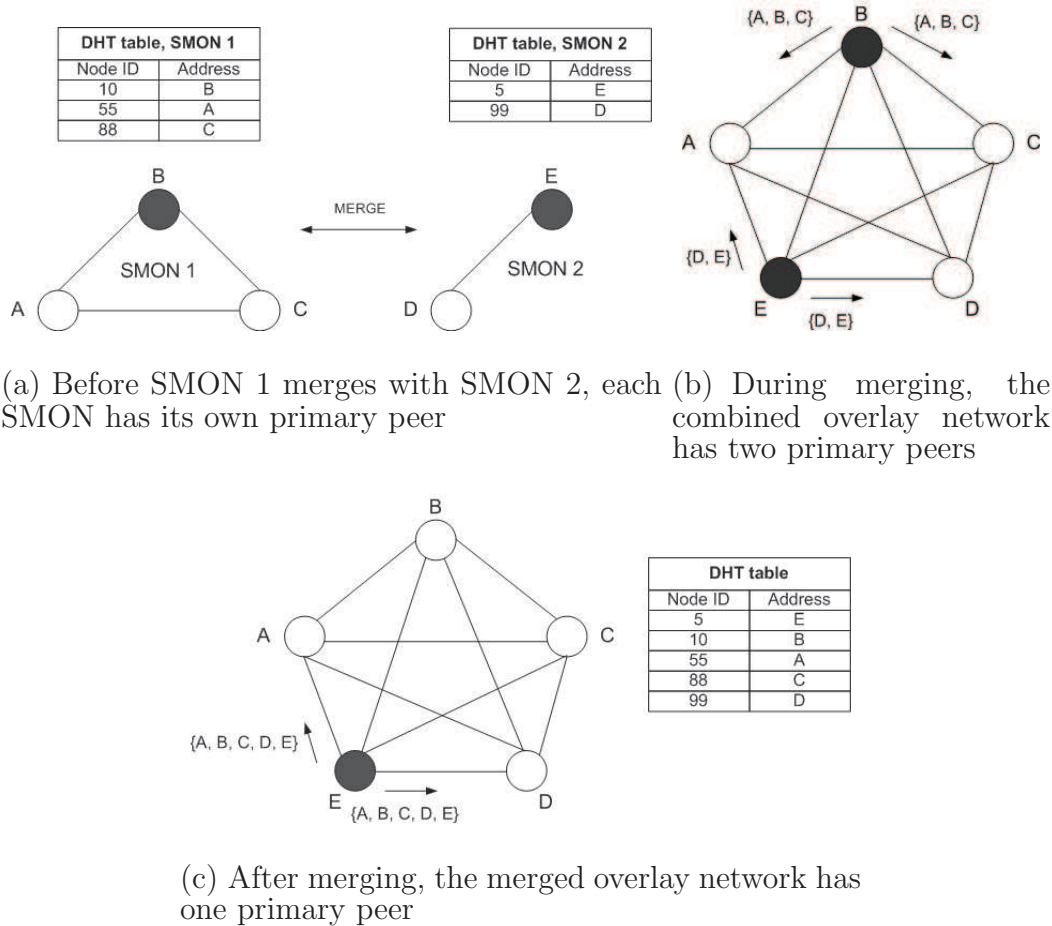 DHT table, SMON 1
Node ID Address
10 B
55 A
88 C
DHT table, SMON 2
Node ID Address
5 E
99 D
B
SMON 1
A
C
MERGE
E
SMON 2
D
B
{A, B, C}
{A, B, C}
A
C
{D, E}
E
{D, E}
D
(a) Before SMON 1 merges with SMON 2, each
SMON has its own primary peer
(b) During merging, the
combined overlay network
has two primary peers
B
A
C
{A, B, C, D, E}
E
{A, B, C, D, E}
D
DHT table
Node ID Address
5 E
10 B
55 A
88 C
99 D
(c) After merging, the merged overlay network has
one primary peer